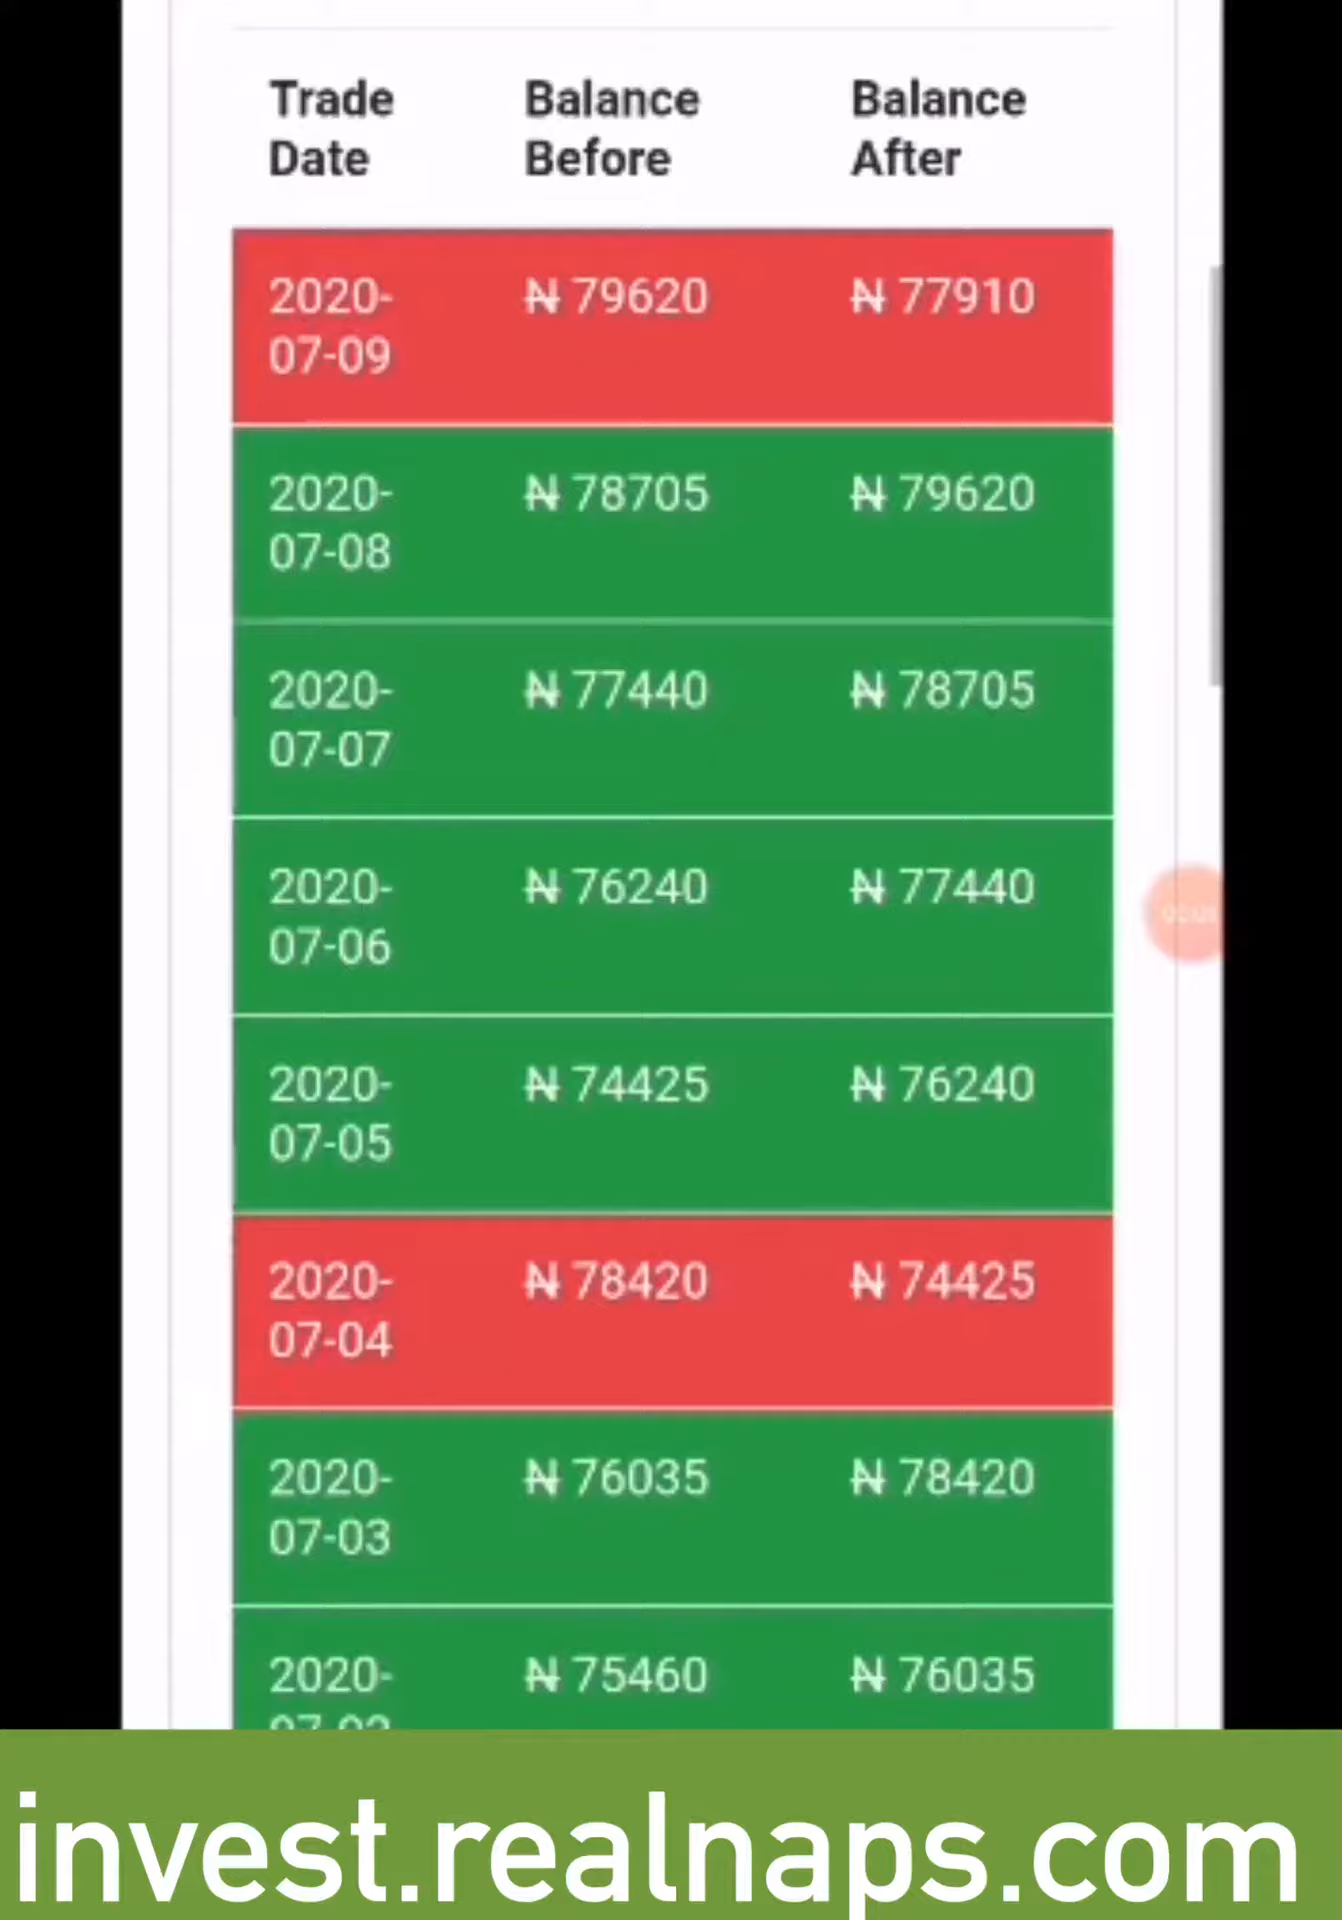 Trade Balance Balance
Date Before After
2020- ₦ 79620 ₦ 77910
07-09
2020- ₦ 78705 ₦ 79620
07-08
2020- ₦ 77440 ₦ 78705
07-07
2020- ₦ 76240 ₦ 77440
07-06
2020- ₦ 74425 ₦ 76240
07-05
2020- ₦ 78420 ₦ 74425
07-04
2020- ₦ 76035 ₦ 78420
07-03
2020- ₦ 75460 ₦ 76035
invest.realnaps.com